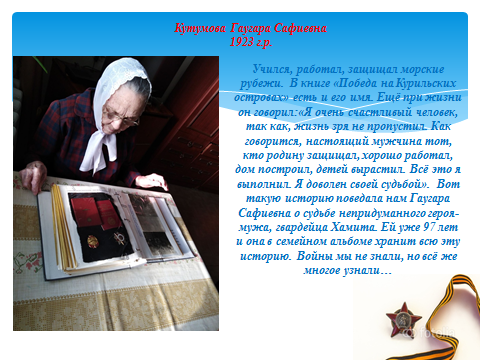 Кутумова Гаугара Сафиевна
1923 г.р.
Учился, работал, защищал морские
рубежи. В книге «Победа на Курильских
островах» есть и его имя. Ещё при жизни
он говорил:«Я очень счастливый человек,
так как, жизнь зря не пропустил. Как
говорится, настоящий мужчина тот,
кто родину защищал, хорошо работал,
дом построил, детей вырастил. Всё это я
выполнил. Я доволен своей судьбой». Вот
такую историю поведала нам Гаугара
Сафиевна о судьбе непридуманного героя-
мужа, гвардейца Хамита. Ей уже 97 лет
и она в семейном альбоме хранит всю эту
историю. Войны мы не знали, но всё же
многое узнали…